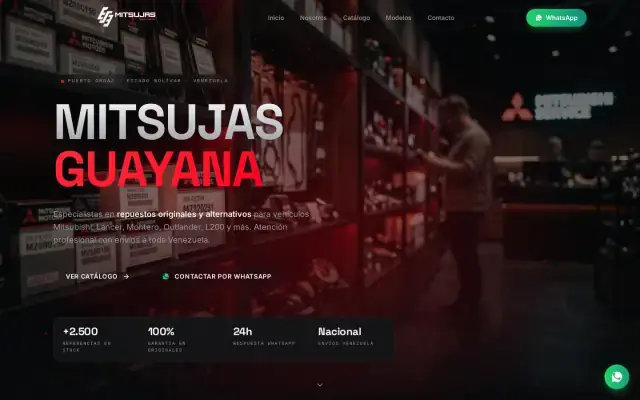 MITSUJAS
Inicio
Nosotros
Catálogo
Modelos
Contacto
WhatsApp
PUERTO ORDAZ · ESTADO BOLÍVAR · VENEZUELA
MITSUJAS
GUAYANA
Especialistas en repuestos originales y alternativos para vehículos
Mitsubishi: Lancer, Montero, Outlander, L200 y más. Atención
profesional con envíos a toda Venezuela.
VER CATÁLOGO →
CONTACTAR POR WHATSAPP
+2.500
REFERENCIAS EN
STOCK
100%
GARANTÍA EN
ORIGINALES
24h
RESPUESTA WHATSAPP
Nacional
ENVÍOS VENEZUELA